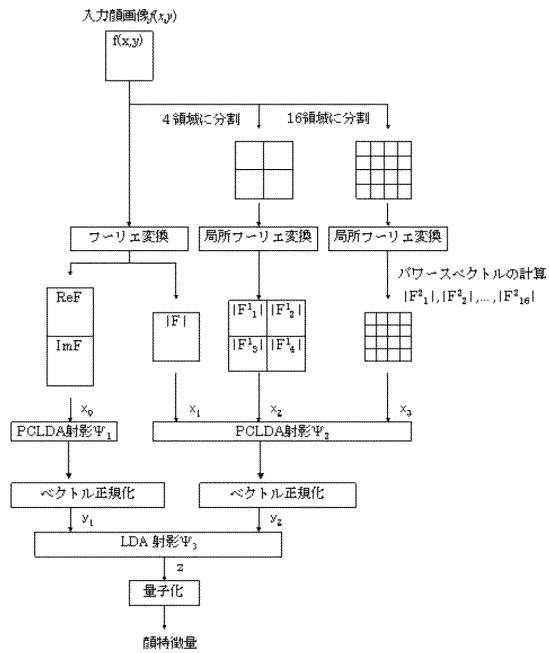 入力顔画像f(x,y)
f(x,y)
4領域に分割
16領域に分割
フーリェ変換
局所フーリェ変換
局所フーリェ変換
パワースペクトルの計算
|F²₁|,|F²₂|,...,|F²₁₆|
ReF
ImF
|F|
|F¹₁| |F¹₂|
|F¹₃| |F¹₄|
x₀
x₁
x₂
x₃
PCLDA射影Ψ₁
PCLDA射影Ψ₂
ベクトル正規化
ベクトル正規化
y₁
y₂
LDA 射影Ψ₃
z
量子化
顔特徴量